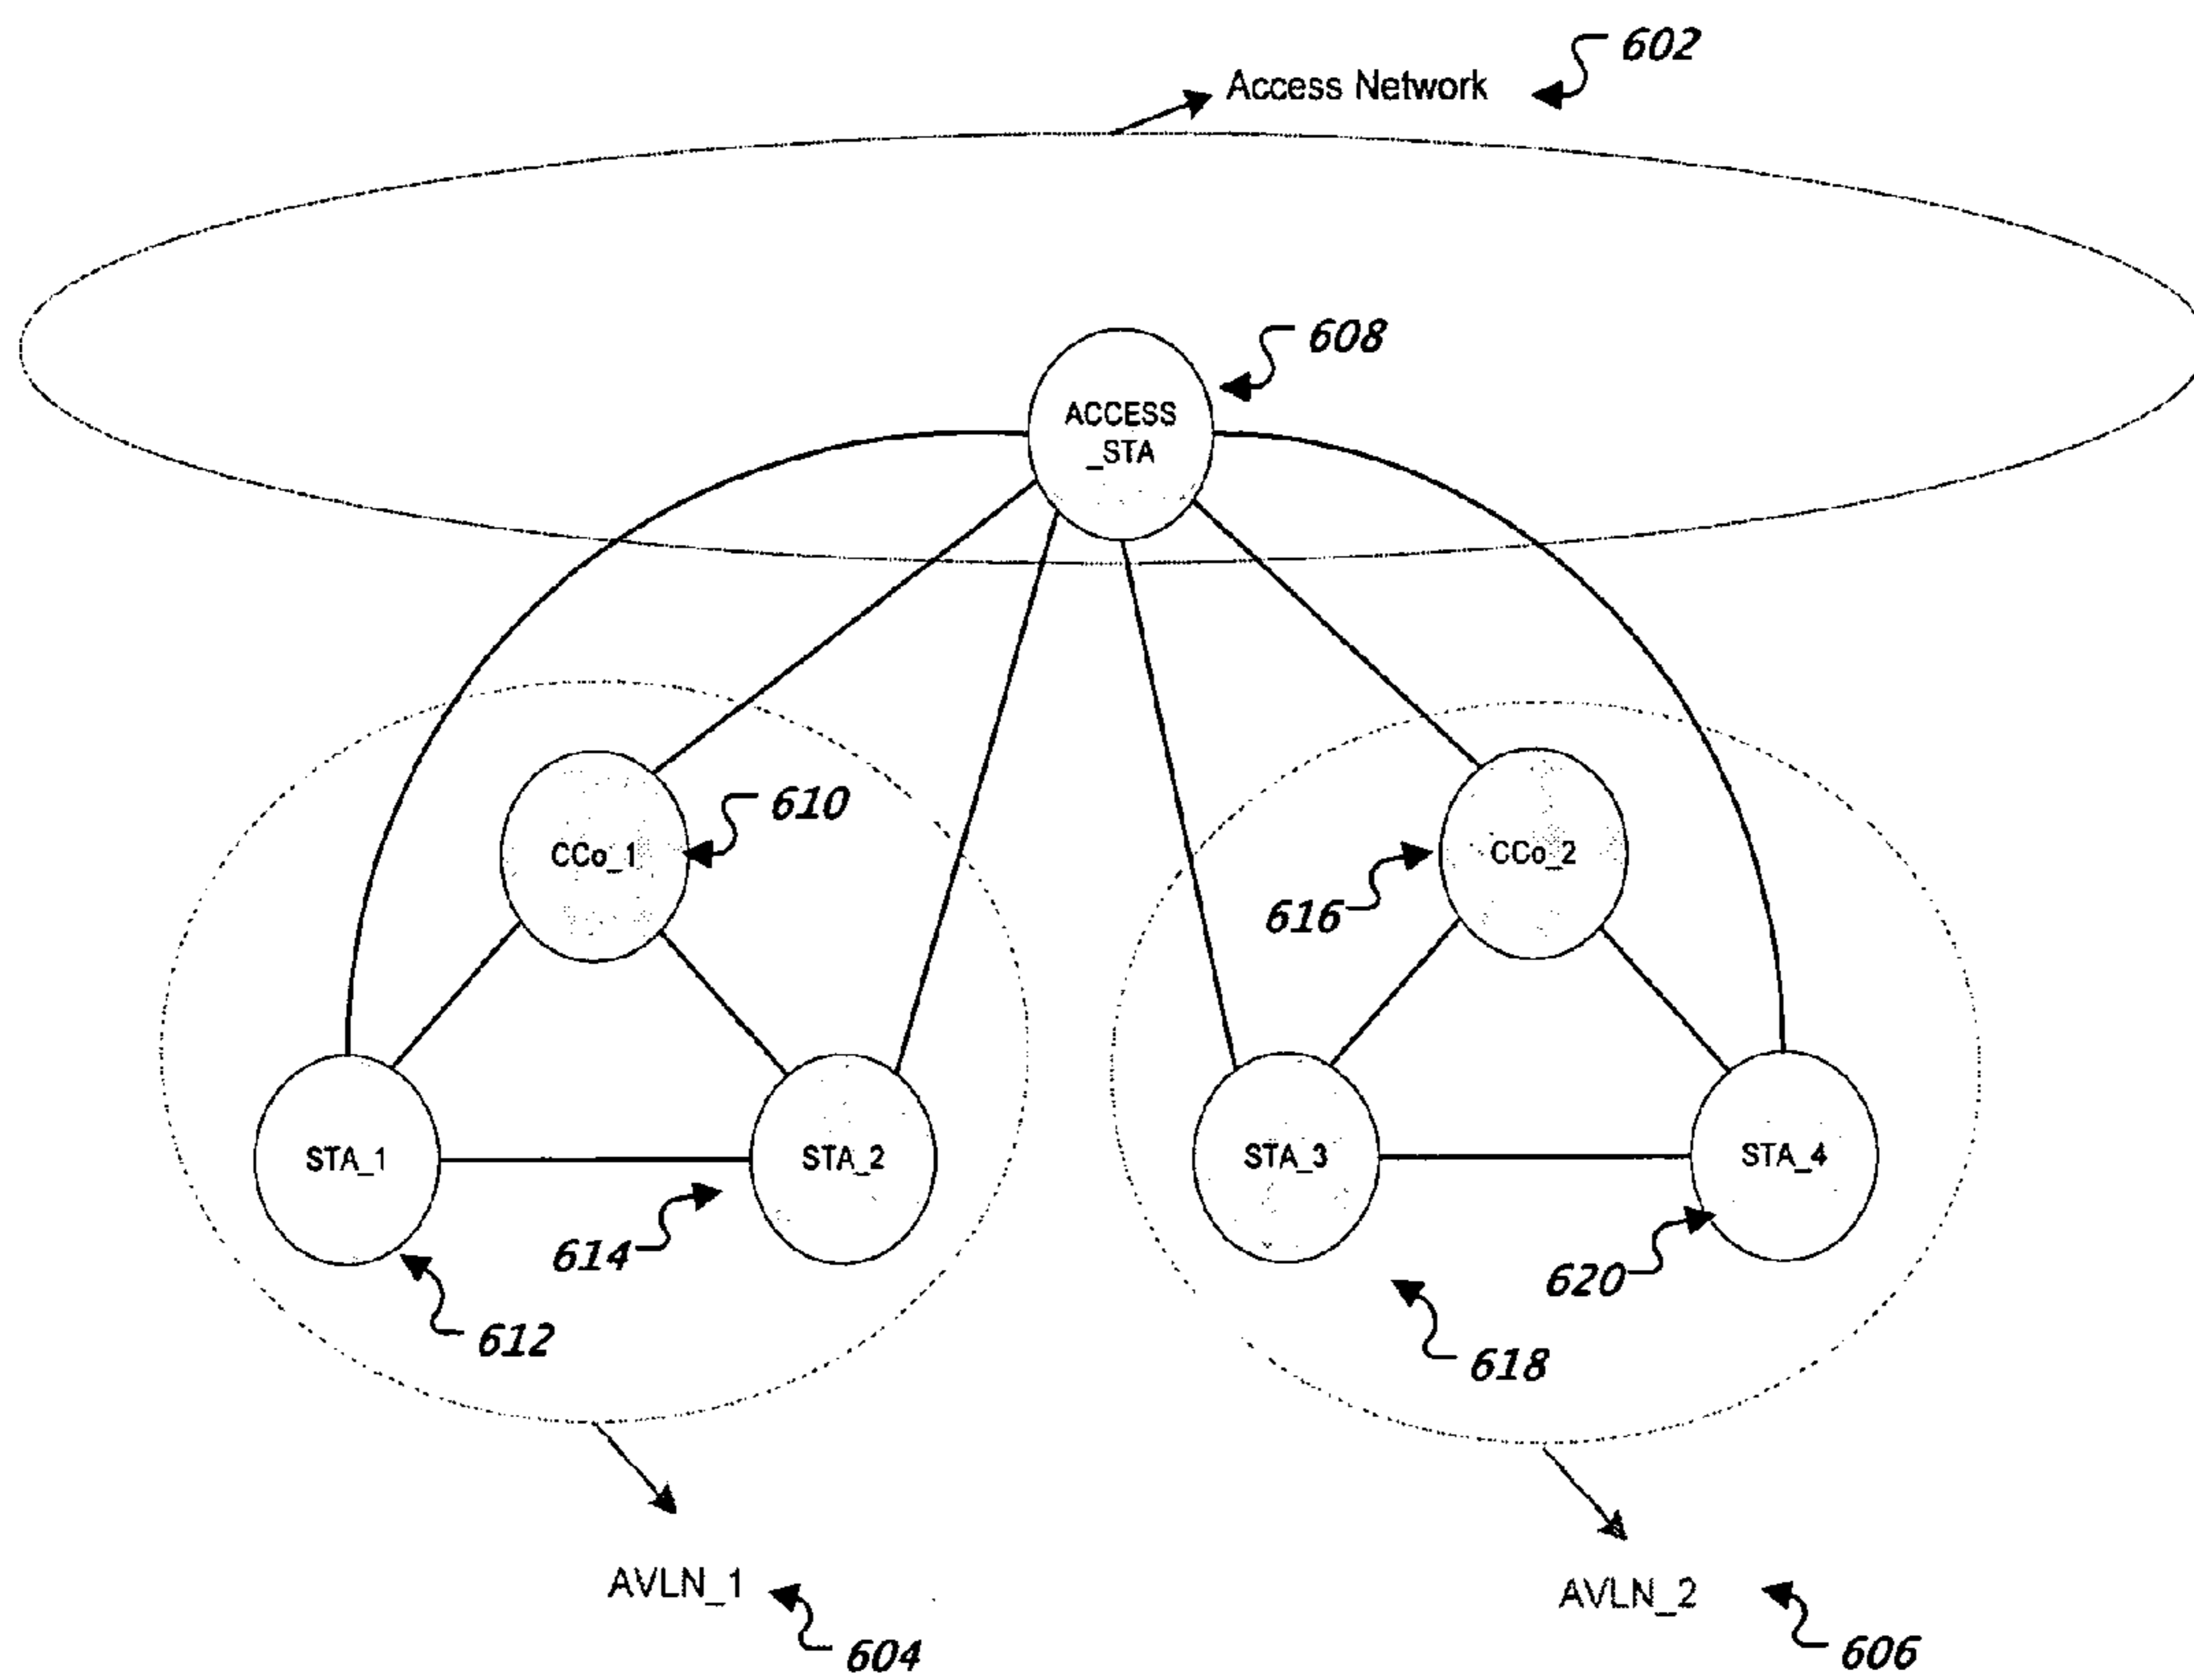 602
Access Network
608
ACCESS
_STA
610
CCo_1
CCo_2
616
STA_1
STA_2
STA_3
STA_4
614
620
612
618
AVLN_1
AVLN_2
604
606